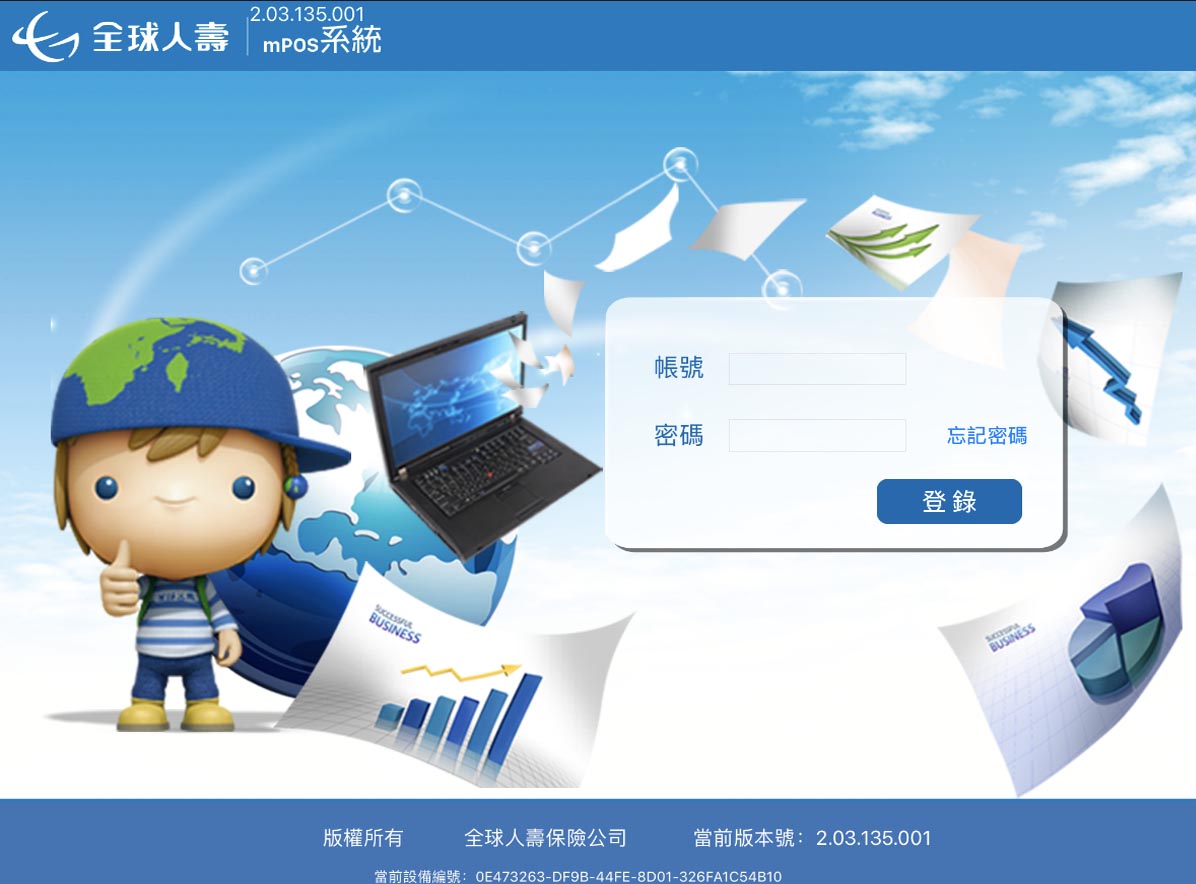 2.03.135.001
全球人壽
mPOS系統
BUSINESS
帳號
密碼
忘記密碼
登錄
SUCCESSFUL
BUSINESS
SUCCESSFUL
BUSINESS
版權所有 全球人壽保險公司 當前版本號：2.03.135.001
當前設備編號：0E473263-DF9B-44FE-8D01-326FA1C54B10